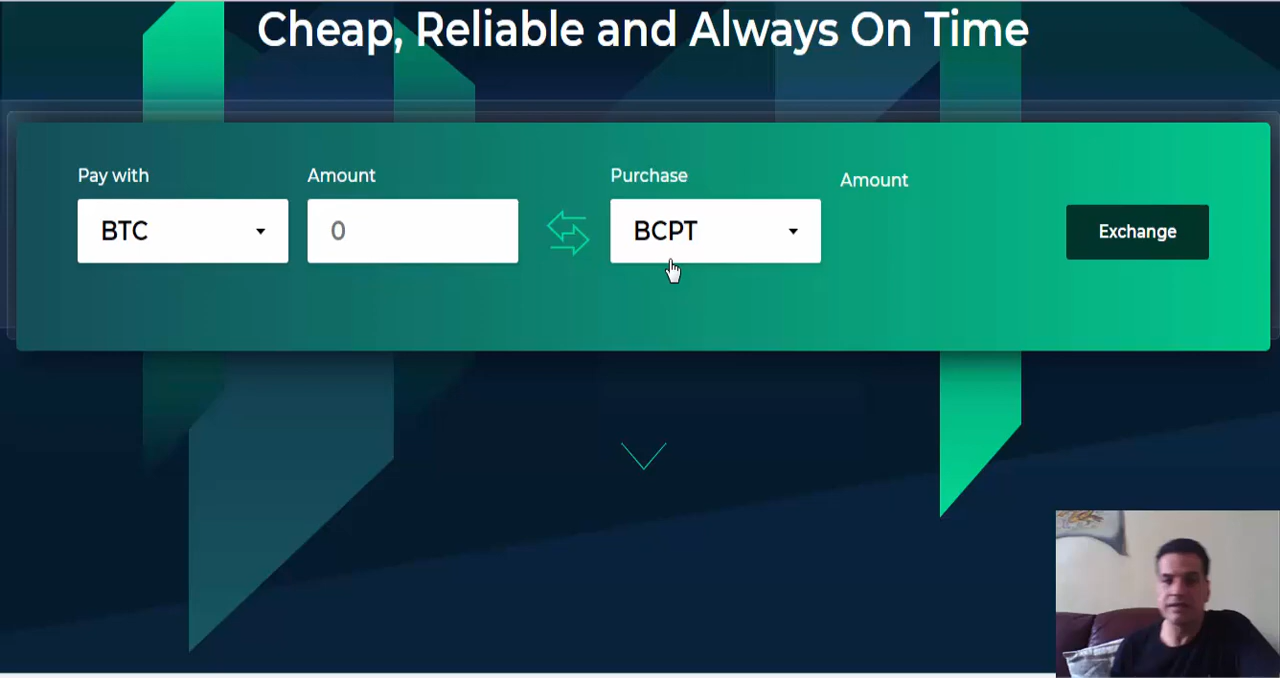 Cheap, Reliable and Always On Time
Pay with
Amount
Purchase
Amount
BTC
0
BCPT
Exchange